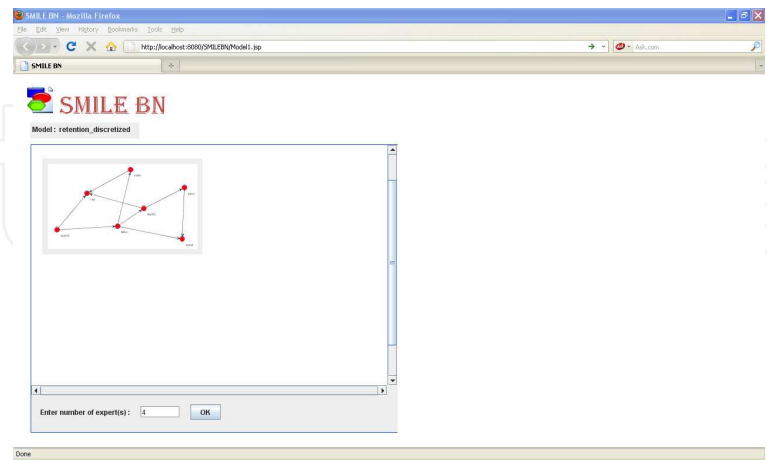 SMILE BN - Mozilla Firefox
File Edit View History Bookmarks Tools Help
http://localhost:8080/SMILEBN/Model1.jsp
Ask.com
SMILE BN
SMILE BN
Model : retention_discretized
Enter number of expert(s) : 4 OK
Done